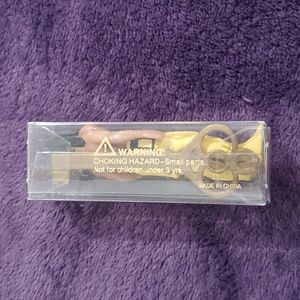 WARNING!
CHOKING HAZARD-Small parts
Not for children under 3 yrs
MADE IN CHINA